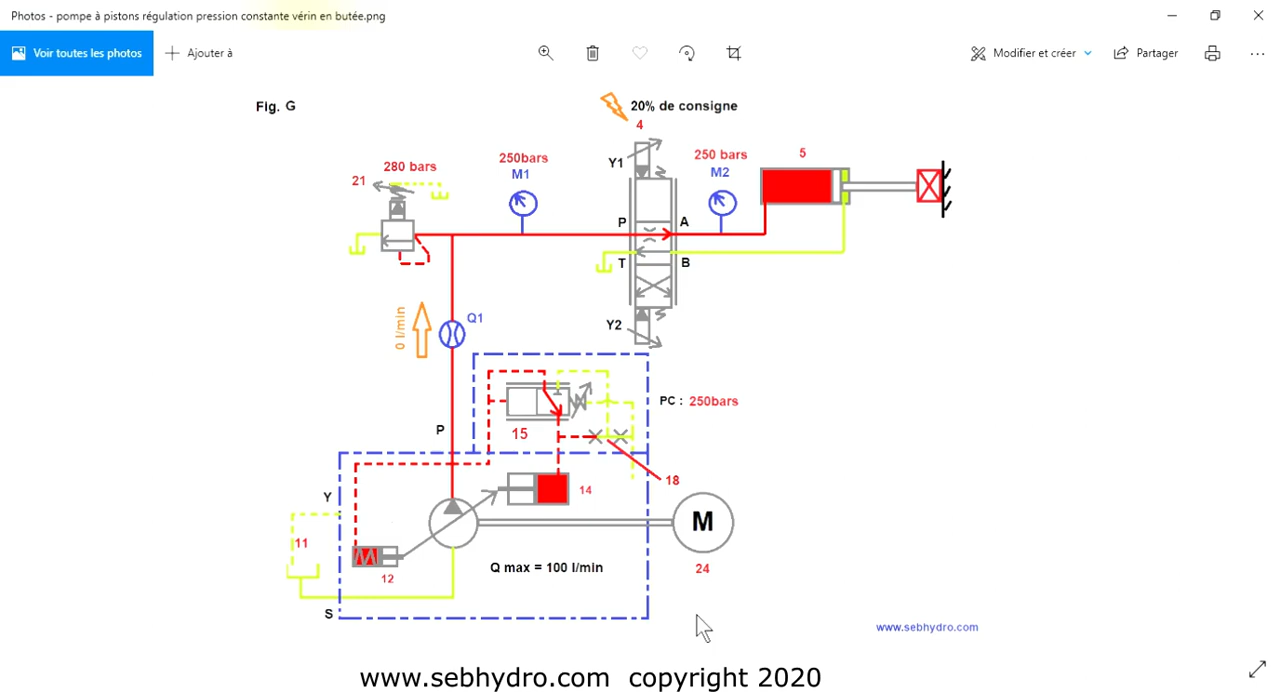 Photos - pompe à pistons régulation pression constante vérin en butée.png
Voir toutes les photos
Ajouter à
Modifier et créer
Partager
Fig. G
20% de consigne
4
280 bars
21
250bars
M1
Y1
250 bars
M2
5
P
A
T
B
0 l/min
Q1
Y2
PC : 250bars
15
P
18
14
Y
11
M
12
Q max = 100 l/min
24
S
www.sebhydro.com
www.sebhydro.com copyright 2020